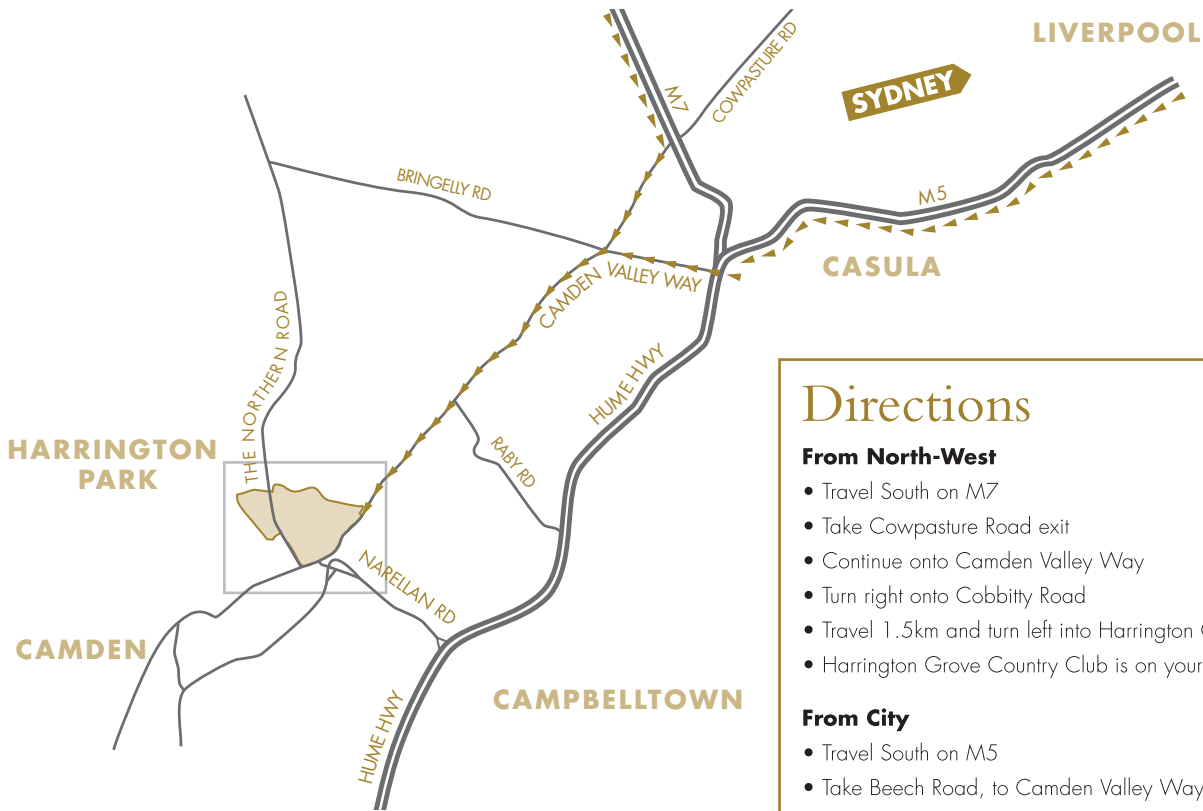 LIVERPOOL
SYDNEY
COWPASTURE RD
M7
BRINGELLY RD
M5
CASULA
CAMDEN VALLEY WAY
THE NORTHERN ROAD
HUME HWY
RABY RD
HARRINGTON
PARK
NARELLAN RD
CAMDEN
CAMPBELLTOWN
HUME HWY
Directions
From North-West
• Travel South on M7
• Take Cowpasture Road exit
• Continue onto Camden Valley Way
• Turn right onto Cobbitty Road
• Travel 1.5km and turn left into Harrington
• Harrington Grove Country Club is on your
From City
• Travel South on M5
• Take Beech Road, to Camden Valley Way